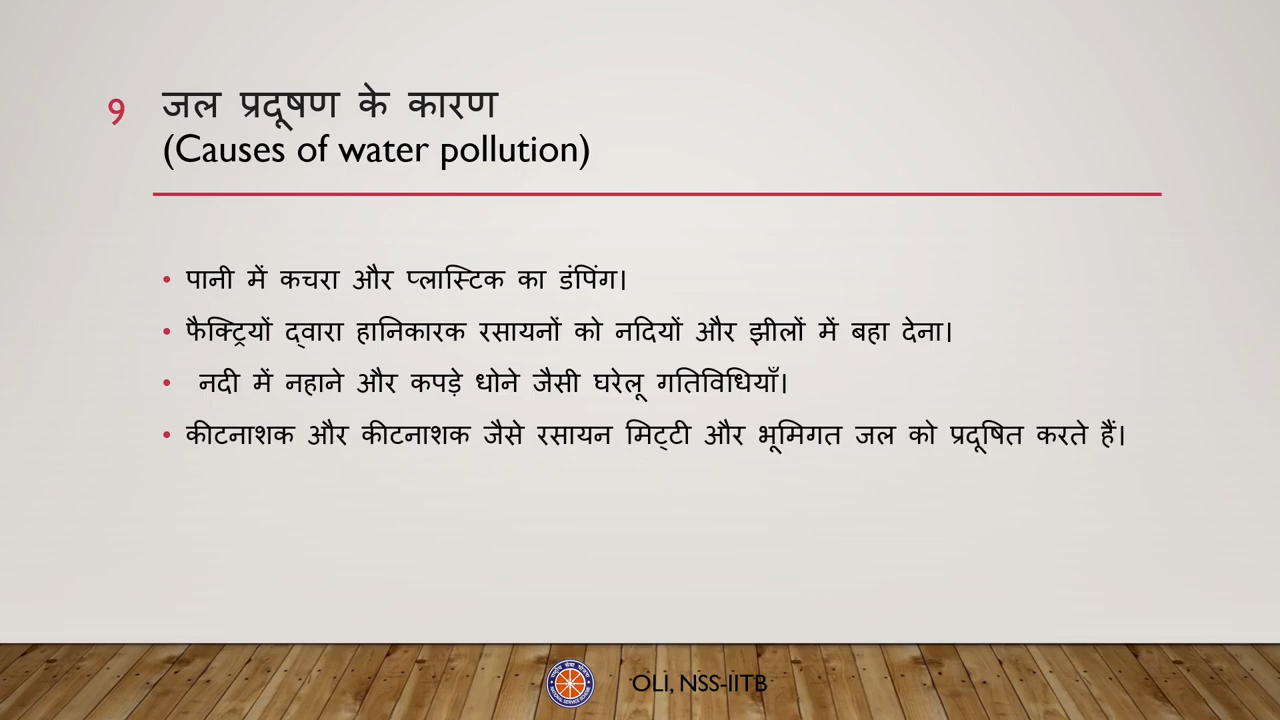 9
जल प्रदूषण के कारण
(Causes of water pollution)
• पानी में कचरा और प्लास्टिक का डंपिंग।
• फैक्ट्रियों द्वारा हानिकारक रसायनों को नदियों और झीलों में बहा देना।
• नदी में नहाने और कपड़े धोने जैसी घरेलू गतिविधियाँ।
• कीटनाशक और कीटनाशक जैसे रसायन मिट्टी और भूमिगत जल को प्रदूषित करते हैं।
OLI, NSS-IITB